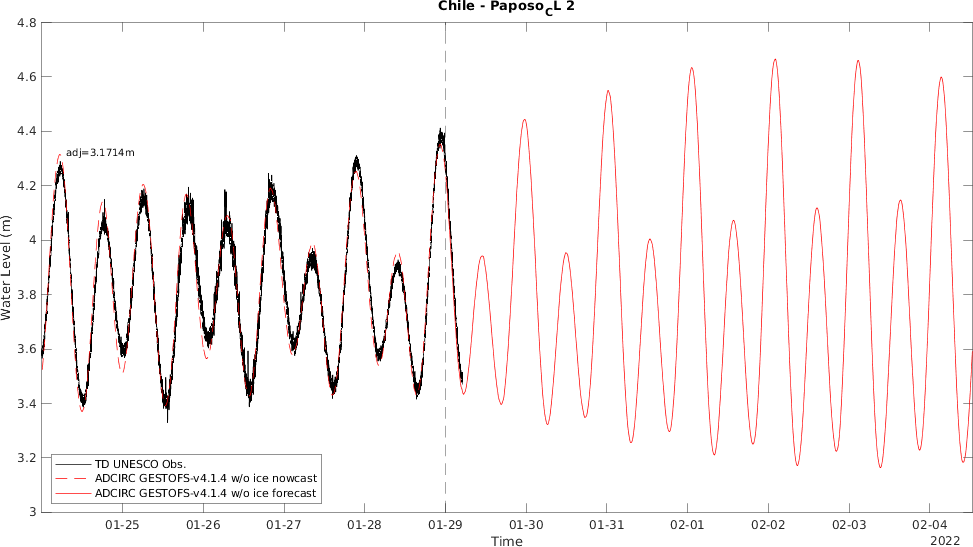 Chile - Paposo_CL 2
4.8
4.6
4.4
4.2
4
3.8
3.6
3.4
3.2
3
Water Level (m)
adj=3.1714m
TD UNESCO Obs.
ADCIRC GESTOFS-v4.1.4 w/o ice nowcast
ADCIRC GESTOFS-v4.1.4 w/o ice forecast
01-25 01-26 01-27 01-28 01-29 01-30 01-31 02-01 02-02 02-03 02-04
Time
2022